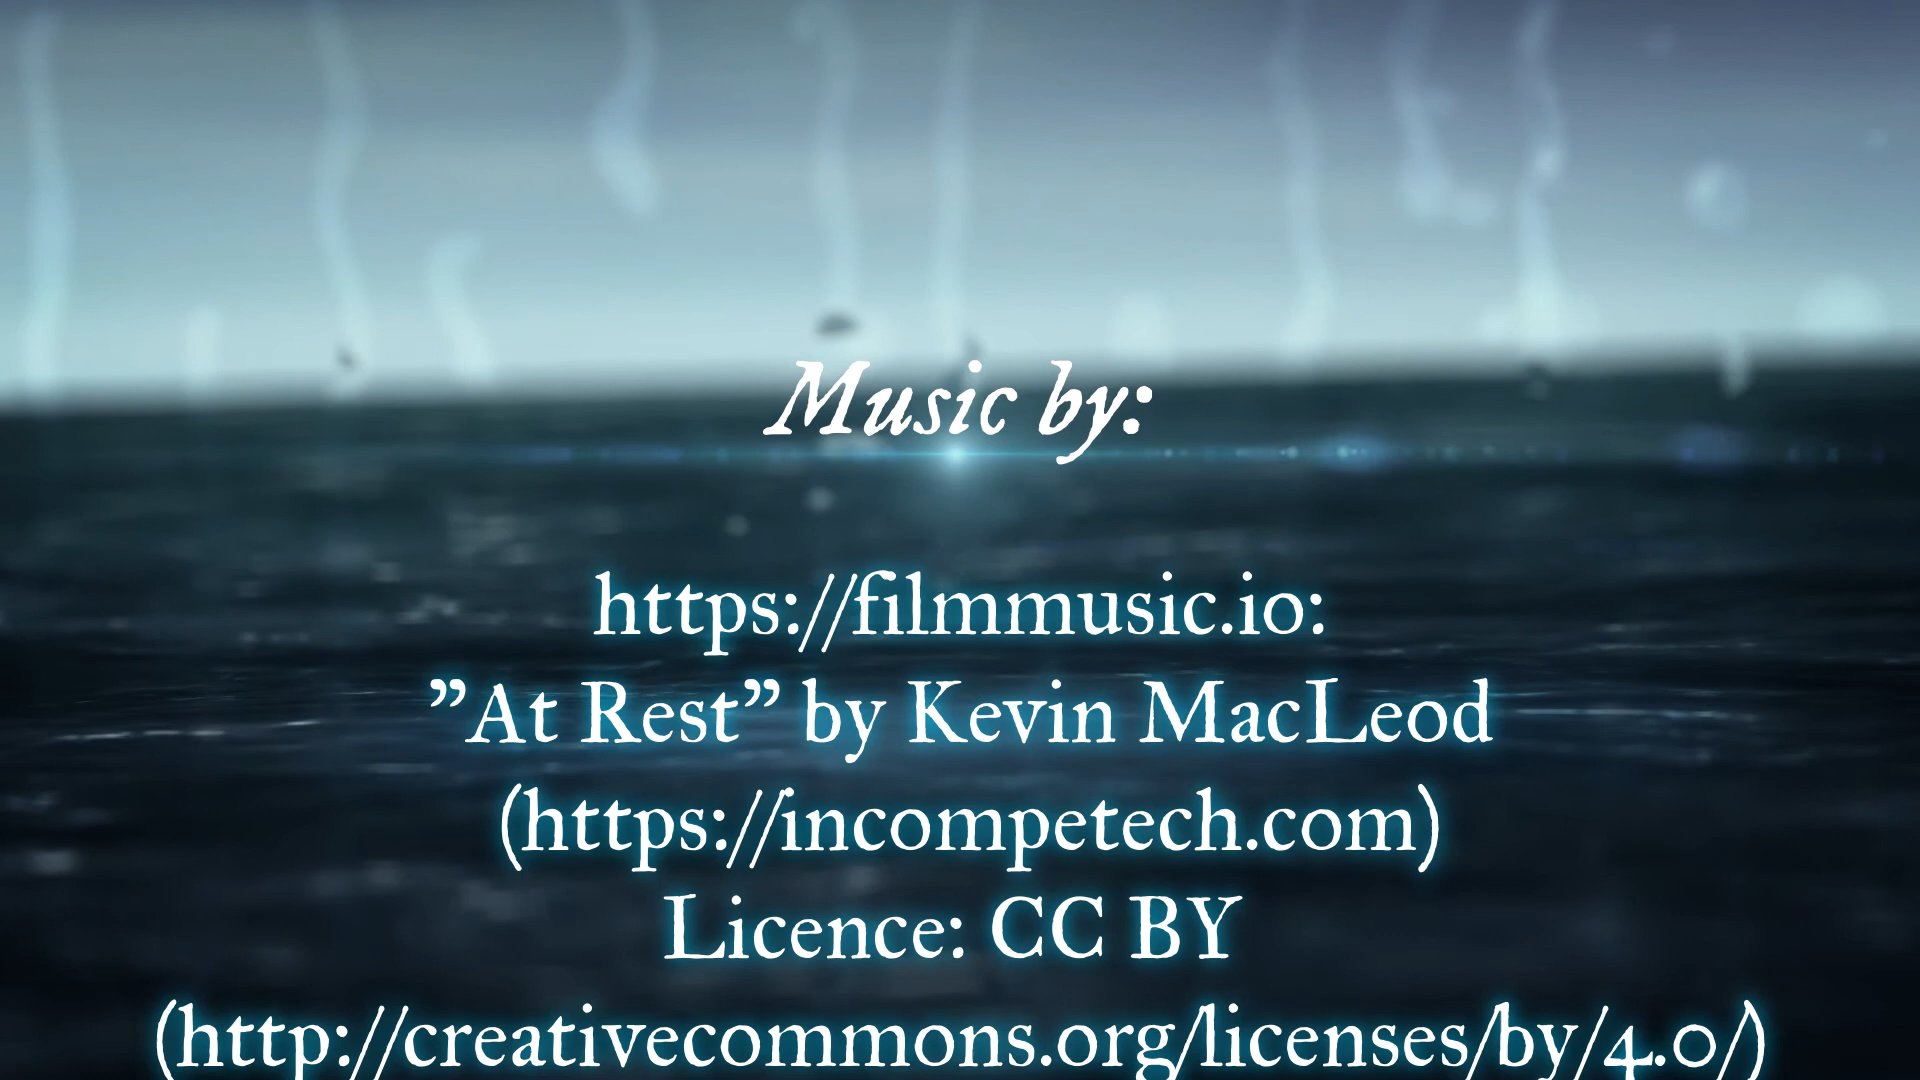 Music by:
https://filmmusic.io:
”At Rest” by Kevin MacLeod
(https://incompetech.com)
Licence: CC BY
(http://creativecommons.org/licenses/by/4.0/)